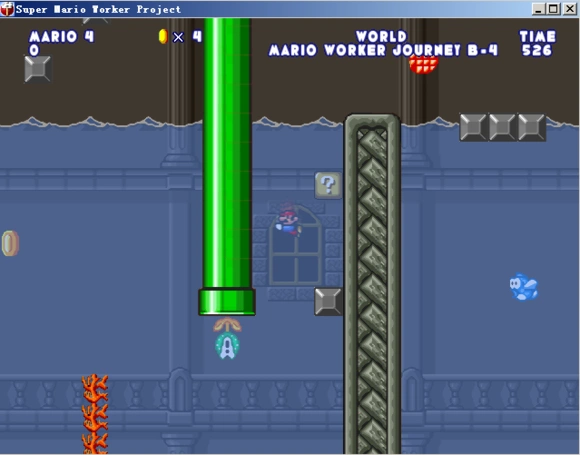 Super Mario Worker Project
MARIO 4
0
× 4
WORLD
MARIO WORKER JOURNEY B-4
TIME
526
?